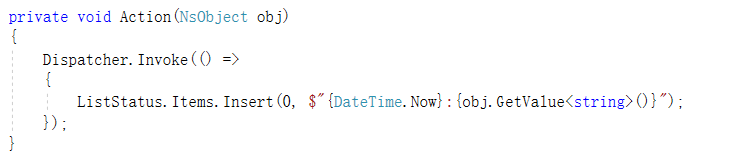 private void Action(NsObject obj)
{
    Dispatcher.Invoke(() =>
    {
        ListStatus.Items.Insert(0, $"{DateTime.Now}:{obj.GetValue<string>()}");
    });
}